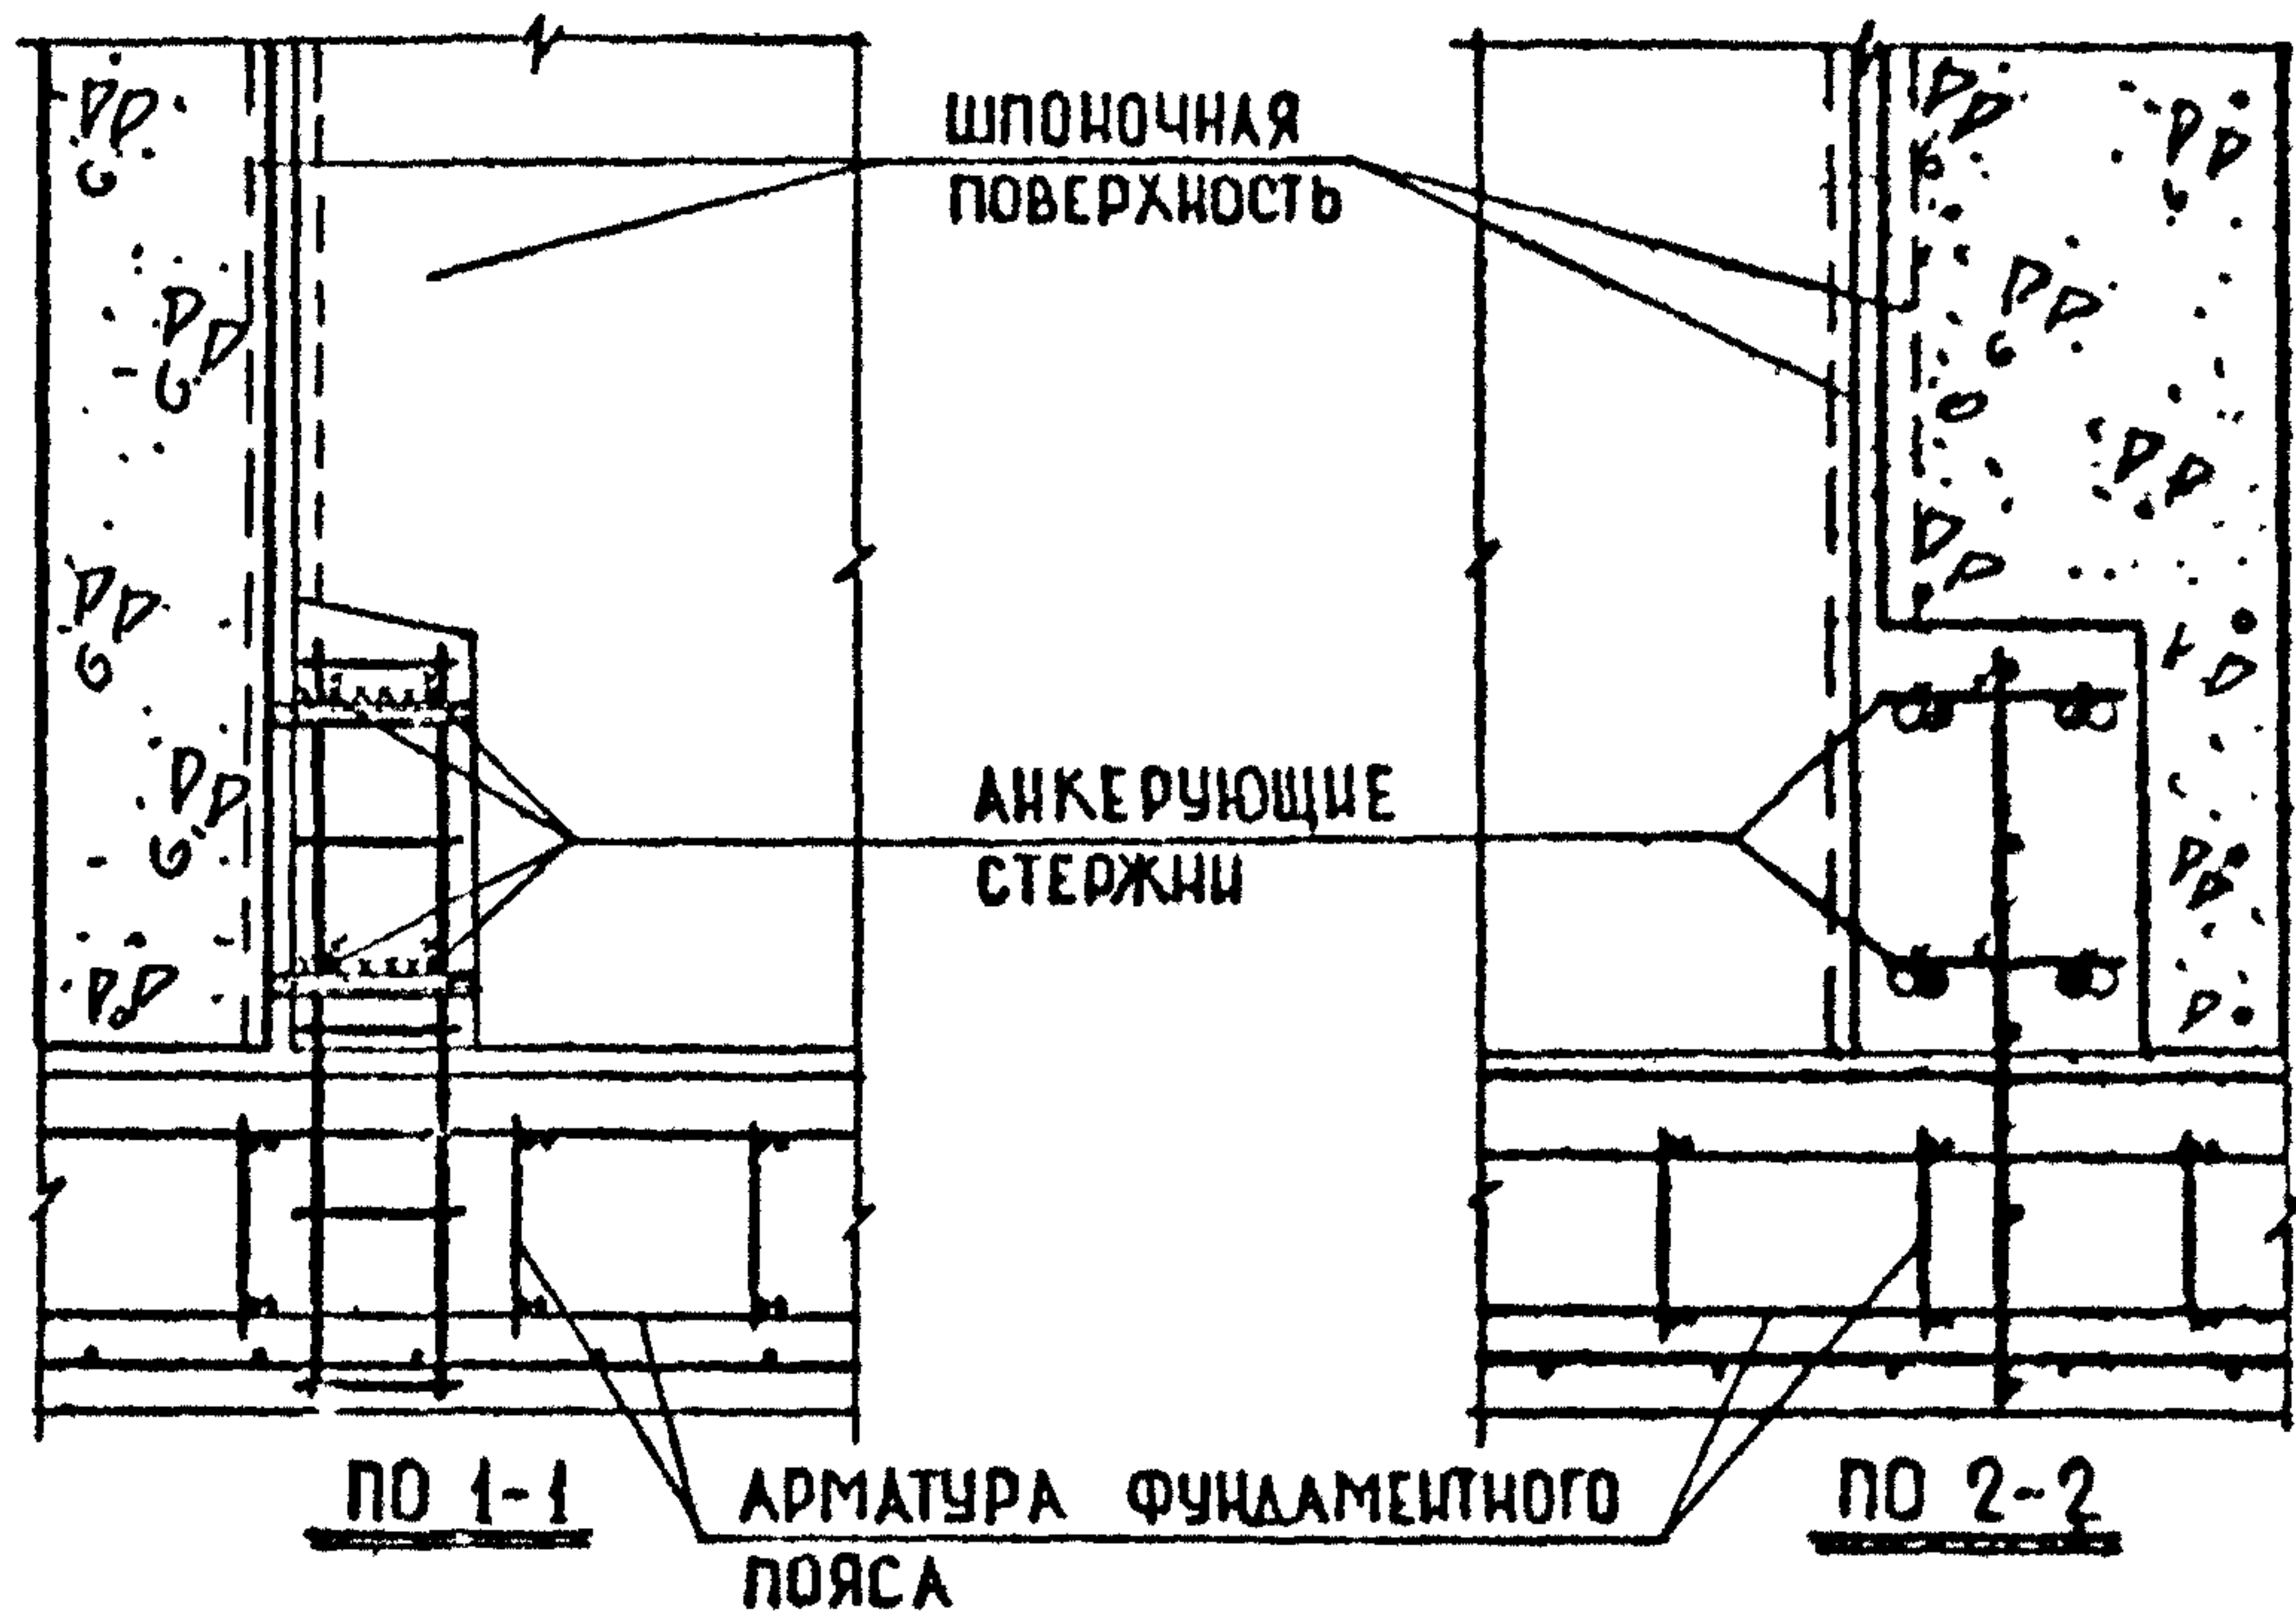 ШПОНОЧНАЯ
ПОВЕРХНОСТЬ
АНКЕРУЮЩИЕ
СТЕРЖНИ
ПО 1-1
АРМАТУРА ФУНДАМЕНТНОГО
ПОЯСА
ПО 2-2